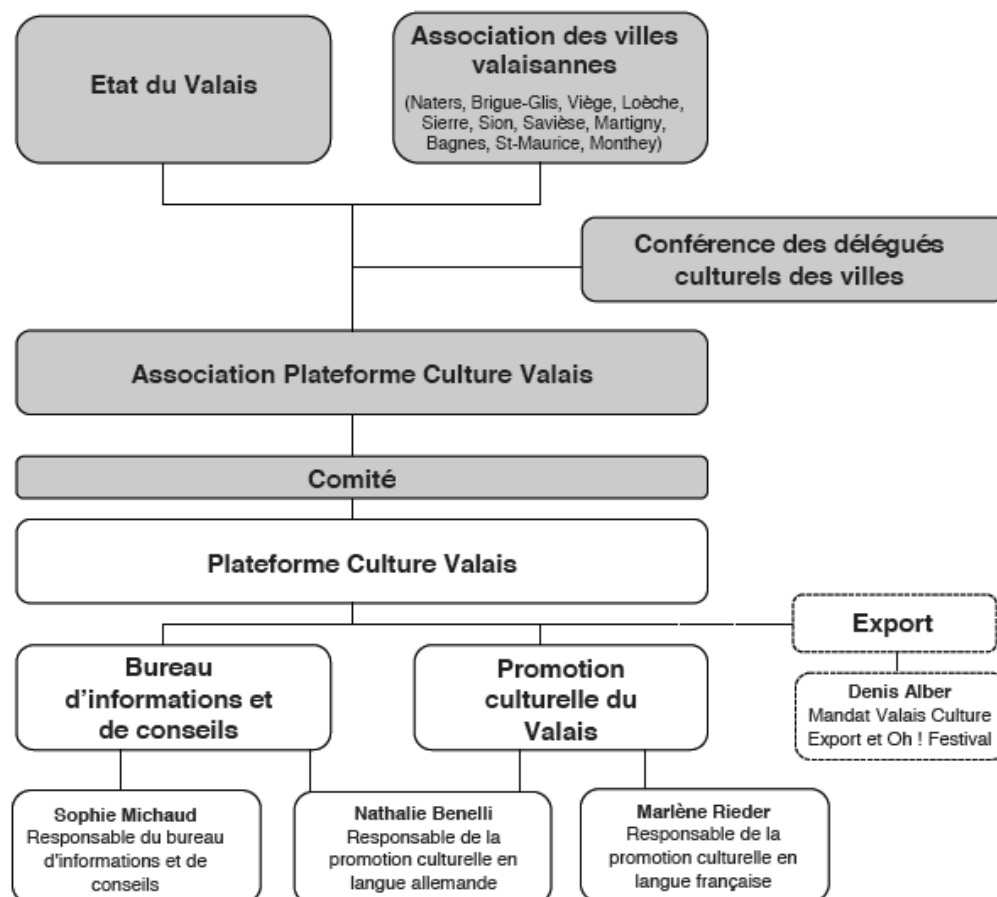 Etat du Valais
Association des villes
valaisannes
(Naters, Brigue-Glis, Viège, Loèche,
Sierre, Sion, Savièse, Martigny,
Bagnes, St-Maurice, Monthey)
Conférence des délégués
culturels des villes
Association Plateforme Culture Valais
Comité
Plateforme Culture Valais
Export
Bureau
d'informations et
de conseils
Promotion
culturelle du
Valais
Denis Alber
Mandat Valais Culture
Export et Oh ! Festival
Sophie Michaud
Responsable du bureau
d'informations et de
conseils
Nathalie Benelli
Responsable de la
promotion culturelle en
langue allemande
Marlène Rieder
Responsable de la
promotion culturelle en
langue française